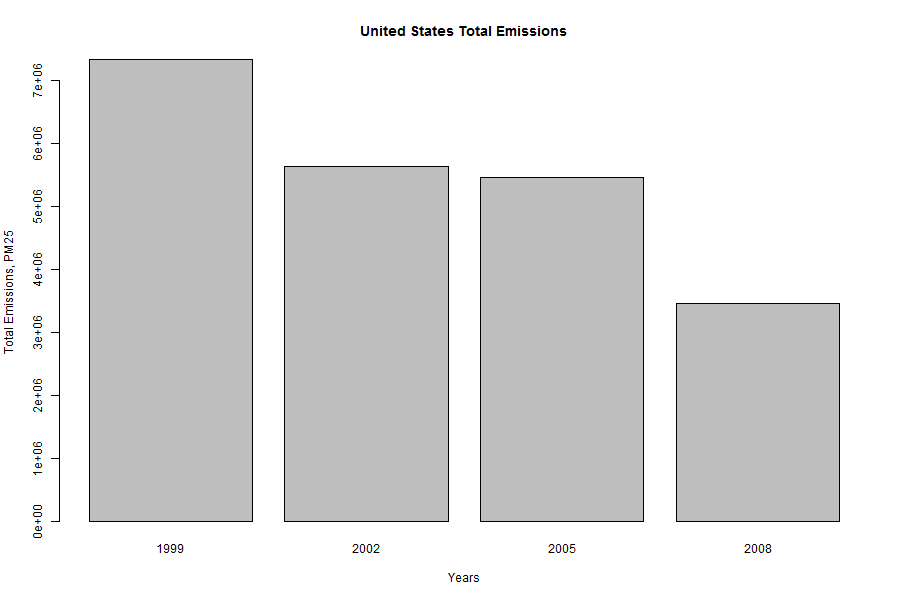 United States Total Emissions
Total Emissions, PM25
7e+06
6e+06
5e+06
4e+06
3e+06
2e+06
1e+06
0e+00
1999
2002
2005
2008
Years